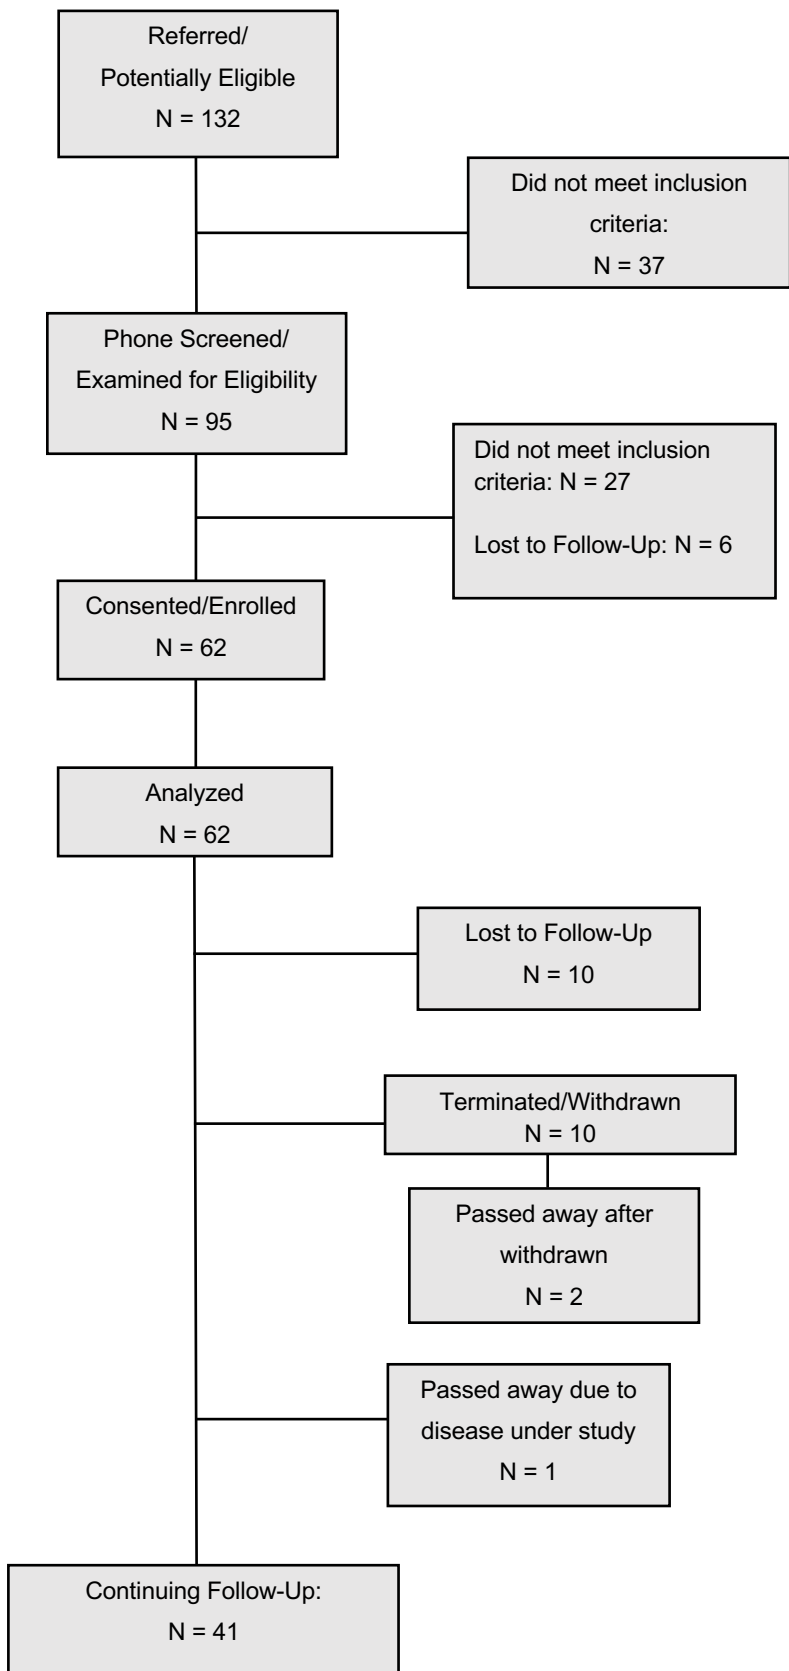 Referred/
Potentially Eligible
N = 132
Did not meet inclusion
criteria:
N = 37
Phone Screened/
Examined for Eligibility
N = 95
Did not meet inclusion
criteria: N = 27
Lost to Follow-Up: N = 6
Consented/Enrolled
N = 62
Analyzed
N = 62
Lost to Follow-Up
N = 10
Terminated/Withdrawn
N = 10
Passed away after
withdrawn
N = 2
Passed away due to
disease under study
N = 1
Continuing Follow-Up:
N = 41